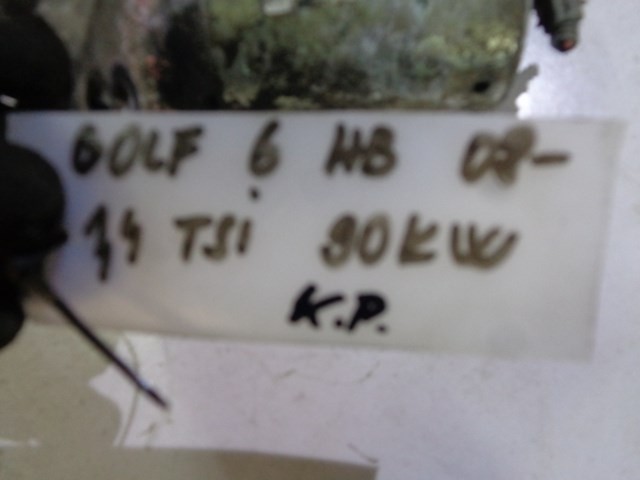 GOLF 6 HB 08-
1,4 TSi 90KW
K.P.